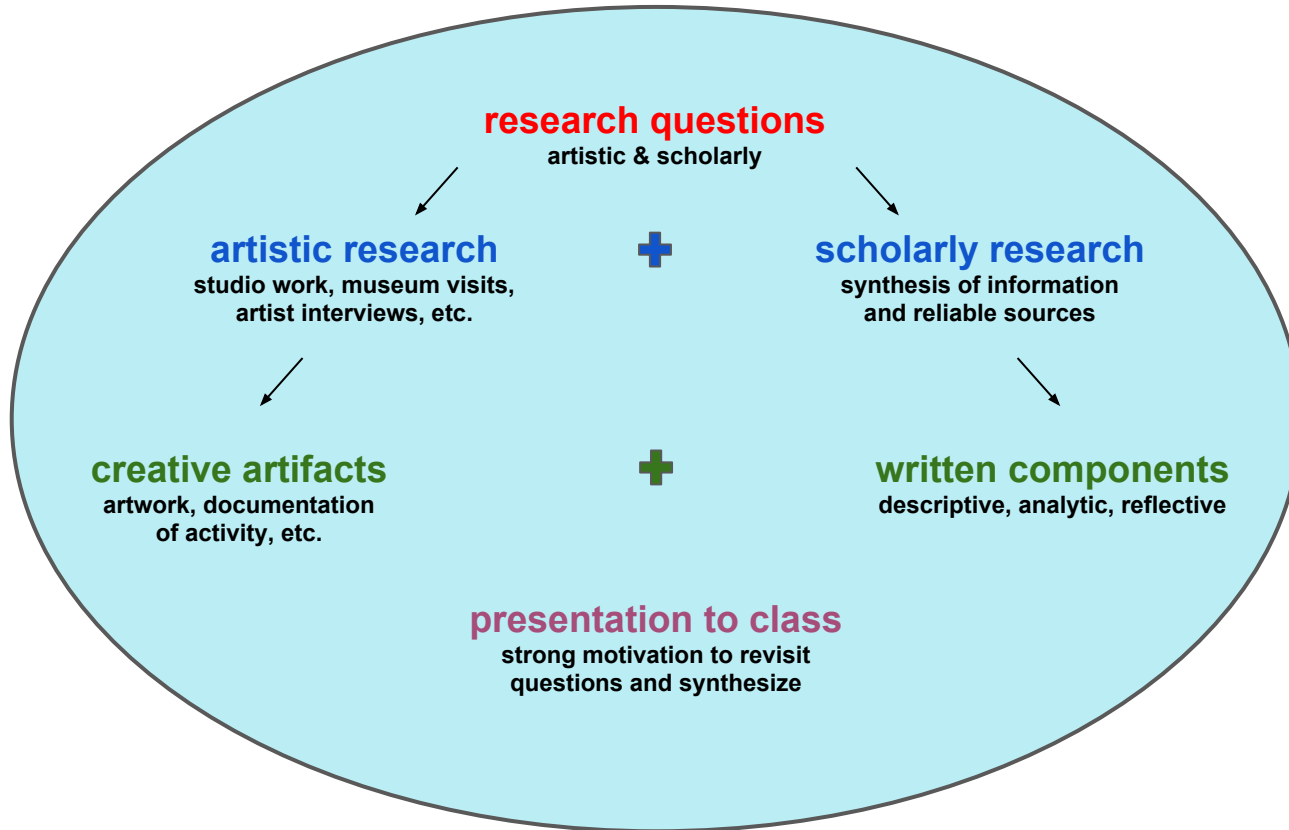 research questions
artistic & scholarly
artistic research
studio work, museum visits,
artist interviews, etc.
scholarly research
synthesis of information
and reliable sources
creative artifacts
artwork, documentation
of activity, etc.
written components
descriptive, analytic, reflective
presentation to class
strong motivation to revisit
questions and synthesize